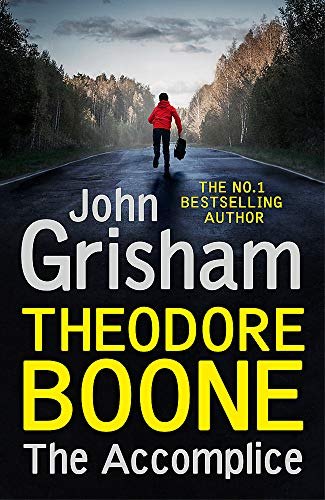 THE NO.1
BESTSELLING
AUTHOR
John
Grisham
THEODORE
BOONE
The Accomplice